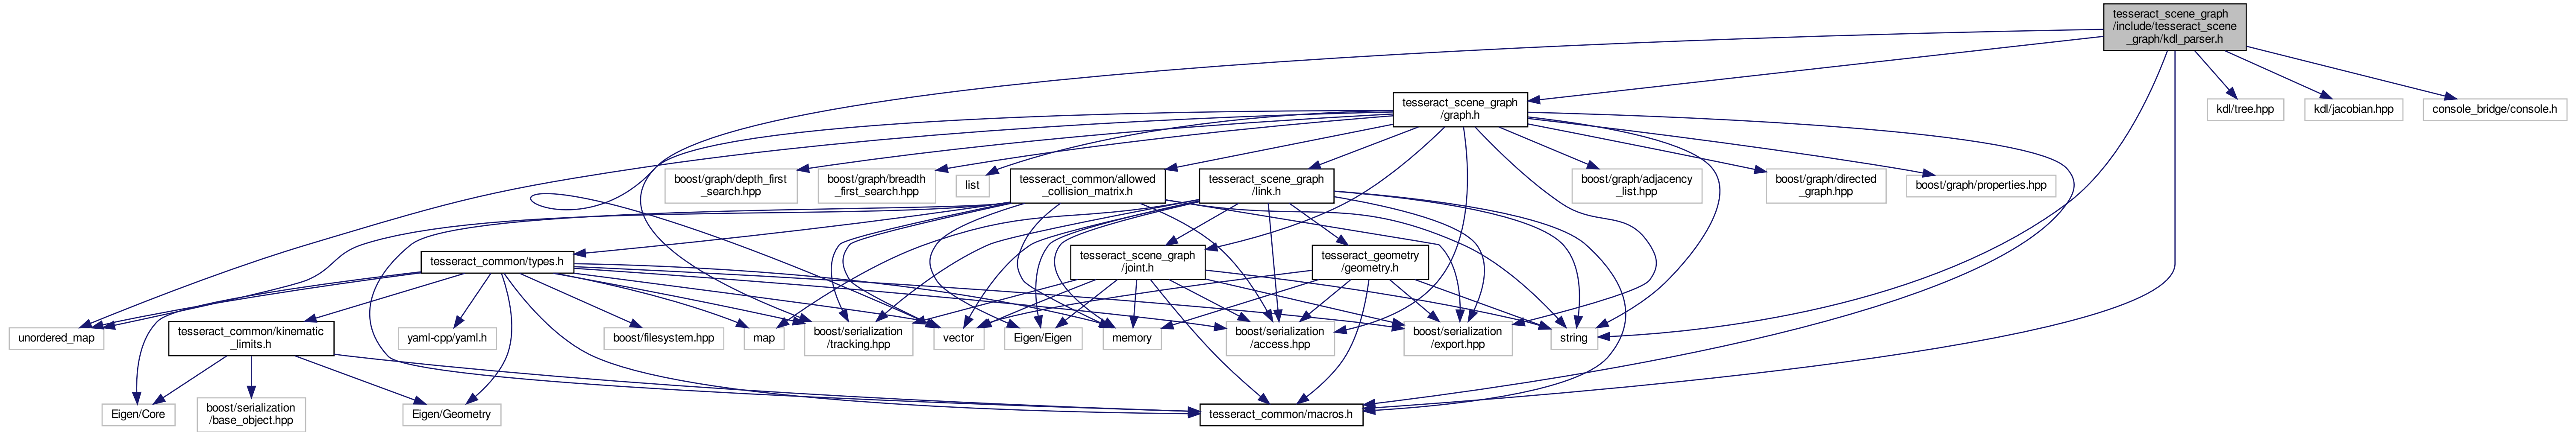 tesseract_scene_graph
/include/tesseract_scene
_graph/kdl_parser.h
tesseract_scene_graph
/graph.h
kdl/tree.hpp
kdl/jacobian.hpp
console_bridge/console.h
boost/graph/depth_first
_search.hpp
boost/graph/breadth
_first_search.hpp
list
tesseract_common/allowed
_collision_matrix.h
tesseract_scene_graph
/link.h
boost/graph/adjacency
_list.hpp
boost/graph/directed
_graph.hpp
boost/graph/properties.hpp
tesseract_common/types.h
tesseract_scene_graph
/joint.h
tesseract_geometry
/geometry.h
unordered_map
tesseract_common/kinematic
_limits.h
yaml-cpp/yaml.h
boost/filesystem.hpp
map
boost/serialization
/tracking.hpp
vector
Eigen/Eigen
memory
boost/serialization
/access.hpp
boost/serialization
/export.hpp
string
Eigen/Core
boost/serialization
/base_object.hpp
Eigen/Geometry
tesseract_common/macros.h